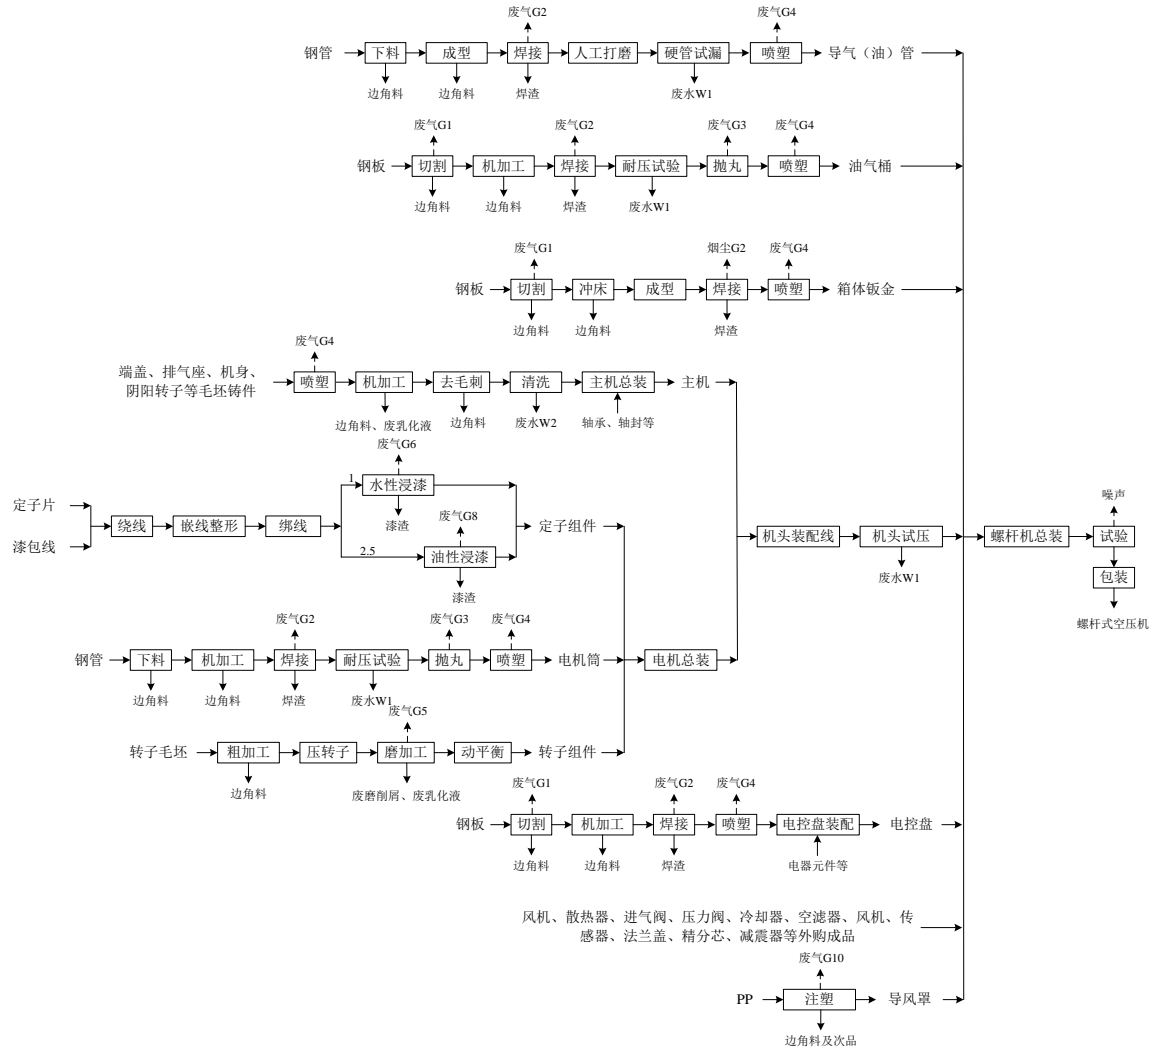 废气G2
废气G4
钢管
下料
成型
焊接
人工打磨
硬管试漏
喷塑
导气（油）管
边角料
边角料
焊渣
废水W1
废气G1
废气G2
废气G3
废气G4
钢板
切割
机加工
焊接
耐压试验
抛丸
喷塑
油气桶
边角料
边角料
焊渣
废水W1
废气G1
烟尘G2
废气G4
钢板
切割
冲床
成型
焊接
喷塑
箱体钣金
边角料
边角料
焊渣
废气G4
端盖、排气座、机身、
阴阳转子等毛坯铸件
喷塑
机加工
去毛刺
清洗
主机总装
主机
边角料、废乳化液
边角料
废水W2
轴承、轴封等
废气G6
1
水性浸漆
定子片
漆包线
绕线
嵌线整形
绑线
漆渣
废气G8
定子组件
2.5
油性浸漆
漆渣
机头装配线
机头试压
废水W1
螺杆机总装
噪声
试验
包装
螺杆式空压机
废气G2
废气G3
废气G4
钢管
下料
机加工
焊接
耐压试验
抛丸
喷塑
电机筒
电机总装
边角料
边角料
焊渣
废水W1
废气G5
转子毛坯
粗加工
压转子
磨加工
动平衡
转子组件
边角料
废磨削屑、废乳化液
废气G1
废气G2
废气G4
钢板
切割
机加工
焊接
喷塑
电控盘装配
电控盘
边角料
边角料
焊渣
电器元件等
风机、散热器、进气阀、压力阀、冷却器、空滤器、风机、传
感器、法兰盖、精分芯、减震器等外购成品
废气G10
PP
注塑
导风罩
边角料及次品